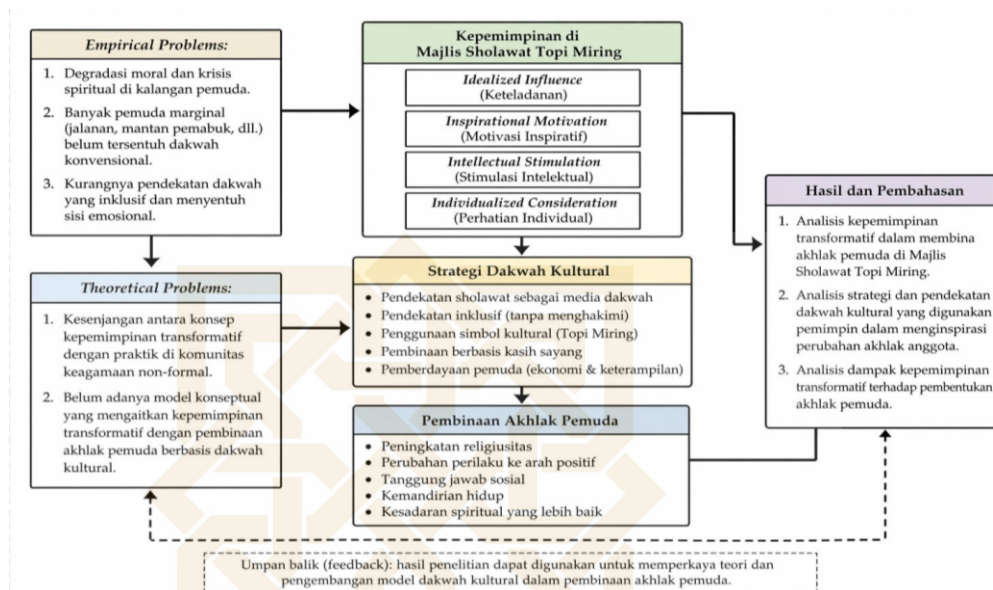 Empirical Problems:
1. Degradasi moral dan krisis
spiritual di kalangan pemuda.
2. Banyak pemuda marginal
(jalanan, mantan pemabuk, dll.)
belum tersentuh dakwah
konvensional.
3. Kurangnya pendekatan dakwah
yang inklusif dan menyentuh
sisi emosional.
Theoretical Problems:
1. Kesenjangan antara konsep
kepemimpinan transformatif
dengan praktik di komunitas
keagamaan non-formal.
2. Belum adanya model konseptual
yang mengaitkan kepemimpinan
transformatif dengan pembinaan
akhlak pemuda berbasis dakwah
kultural.
Kepemimpinan di
Majlis Sholawat Topi Miring
Idealized Influence
(Keteladanan)
Inspirational Motivation
(Motivasi Inspiratif)
Intellectual Stimulation
(Stimulasi Intelektual)
Individualized Consideration
(Perhatian Individual)
Strategi Dakwah Kultural
• Pendekatan sholawat sebagai media dakwah
• Pendekatan inklusif (tanpa menghakimi)
• Penggunaan simbol kultural (Topi Miring)
• Pembinaan berbasis kasih sayang
• Pemberdayaan pemuda (ekonomi & keterampilan)
Pembinaan Akhlak Pemuda
• Peningkatan religiusitas
• Perubahan perilaku ke arah positif
• Tanggung jawab sosial
• Kemandirian hidup
• Kesadaran spiritual yang lebih baik
Hasil dan Pembahasan
1. Analisis kepemimpinan
transformatif dalam membina
akhlak pemuda di Majlis
Sholawat Topi Miring.
2. Analisis strategi dan pendekatan
dakwah kultural yang digunakan
pemimpin dalam menginspirasi
perubahan akhlak anggota.
3. Analisis dampak kepemimpinan
transformatif terhadap pembentukan
akhlak pemuda.
Umpan balik (feedback): hasil penelitian dapat digunakan untuk memperkaya teori dan
pengembangan model dakwah kultural dalam pembinaan akhlak pemuda.